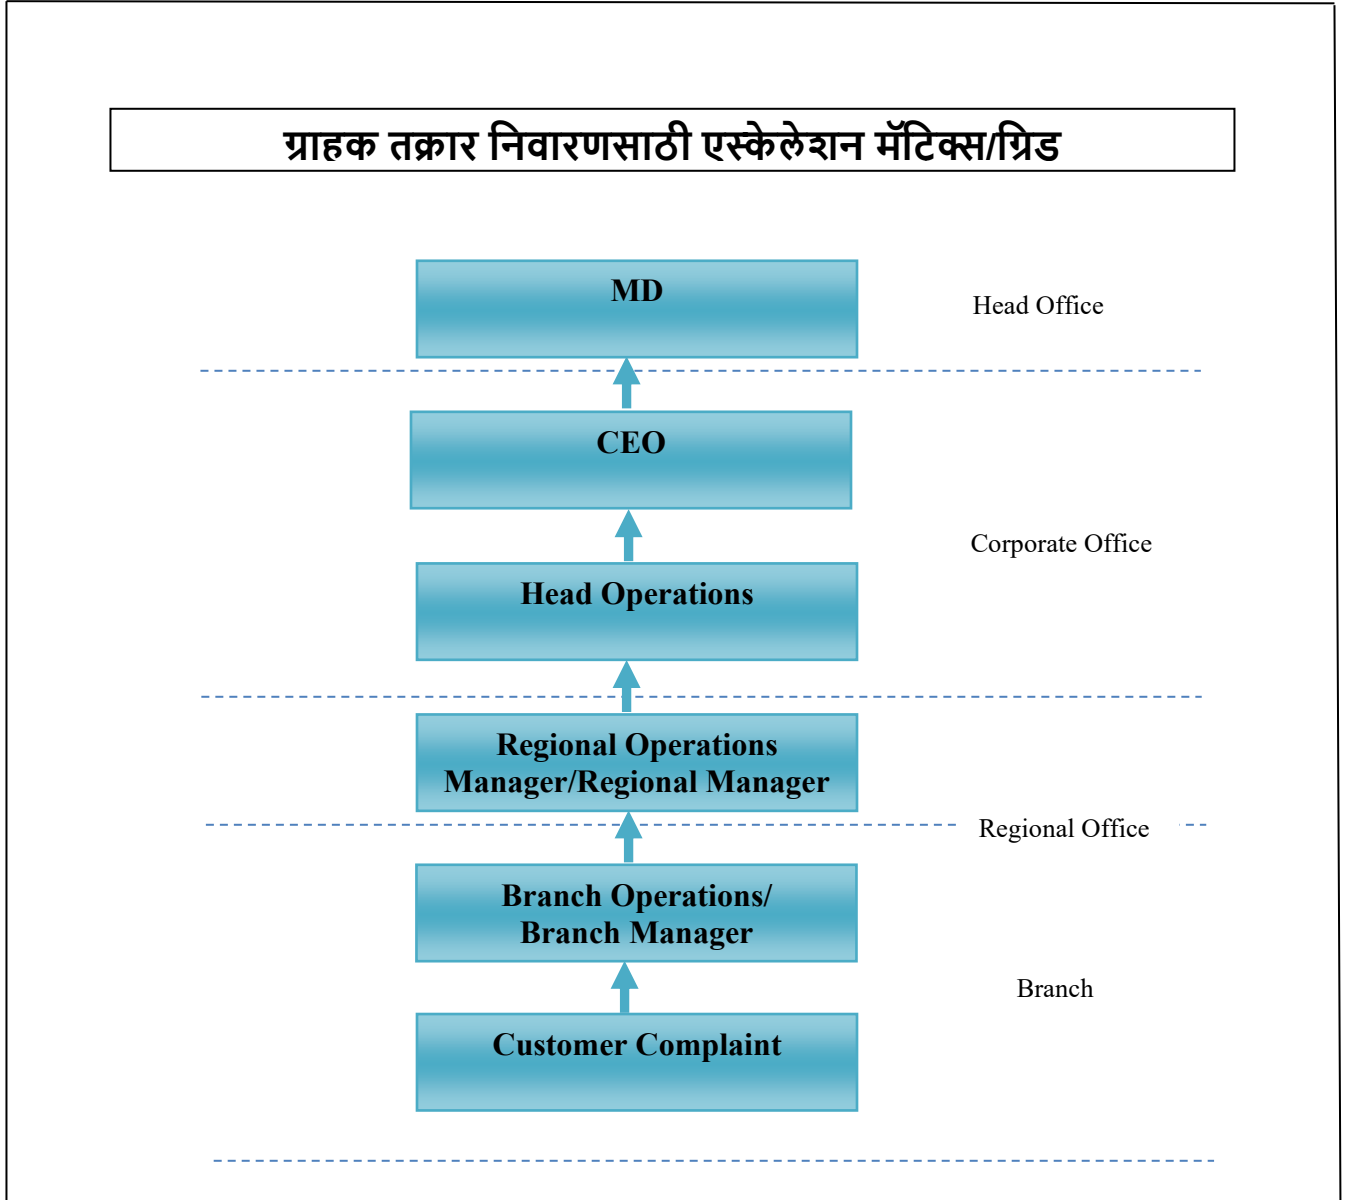 ग्राहक तक्रार निवारणसाठी एस्केलेशन मॅटिक्स/ग्रिड
MD
Head Office
CEO
Corporate Office
Head Operations
Regional Operations
Manager/Regional Manager
Regional Office
Branch Operations/
Branch Manager
Branch
Customer Complaint